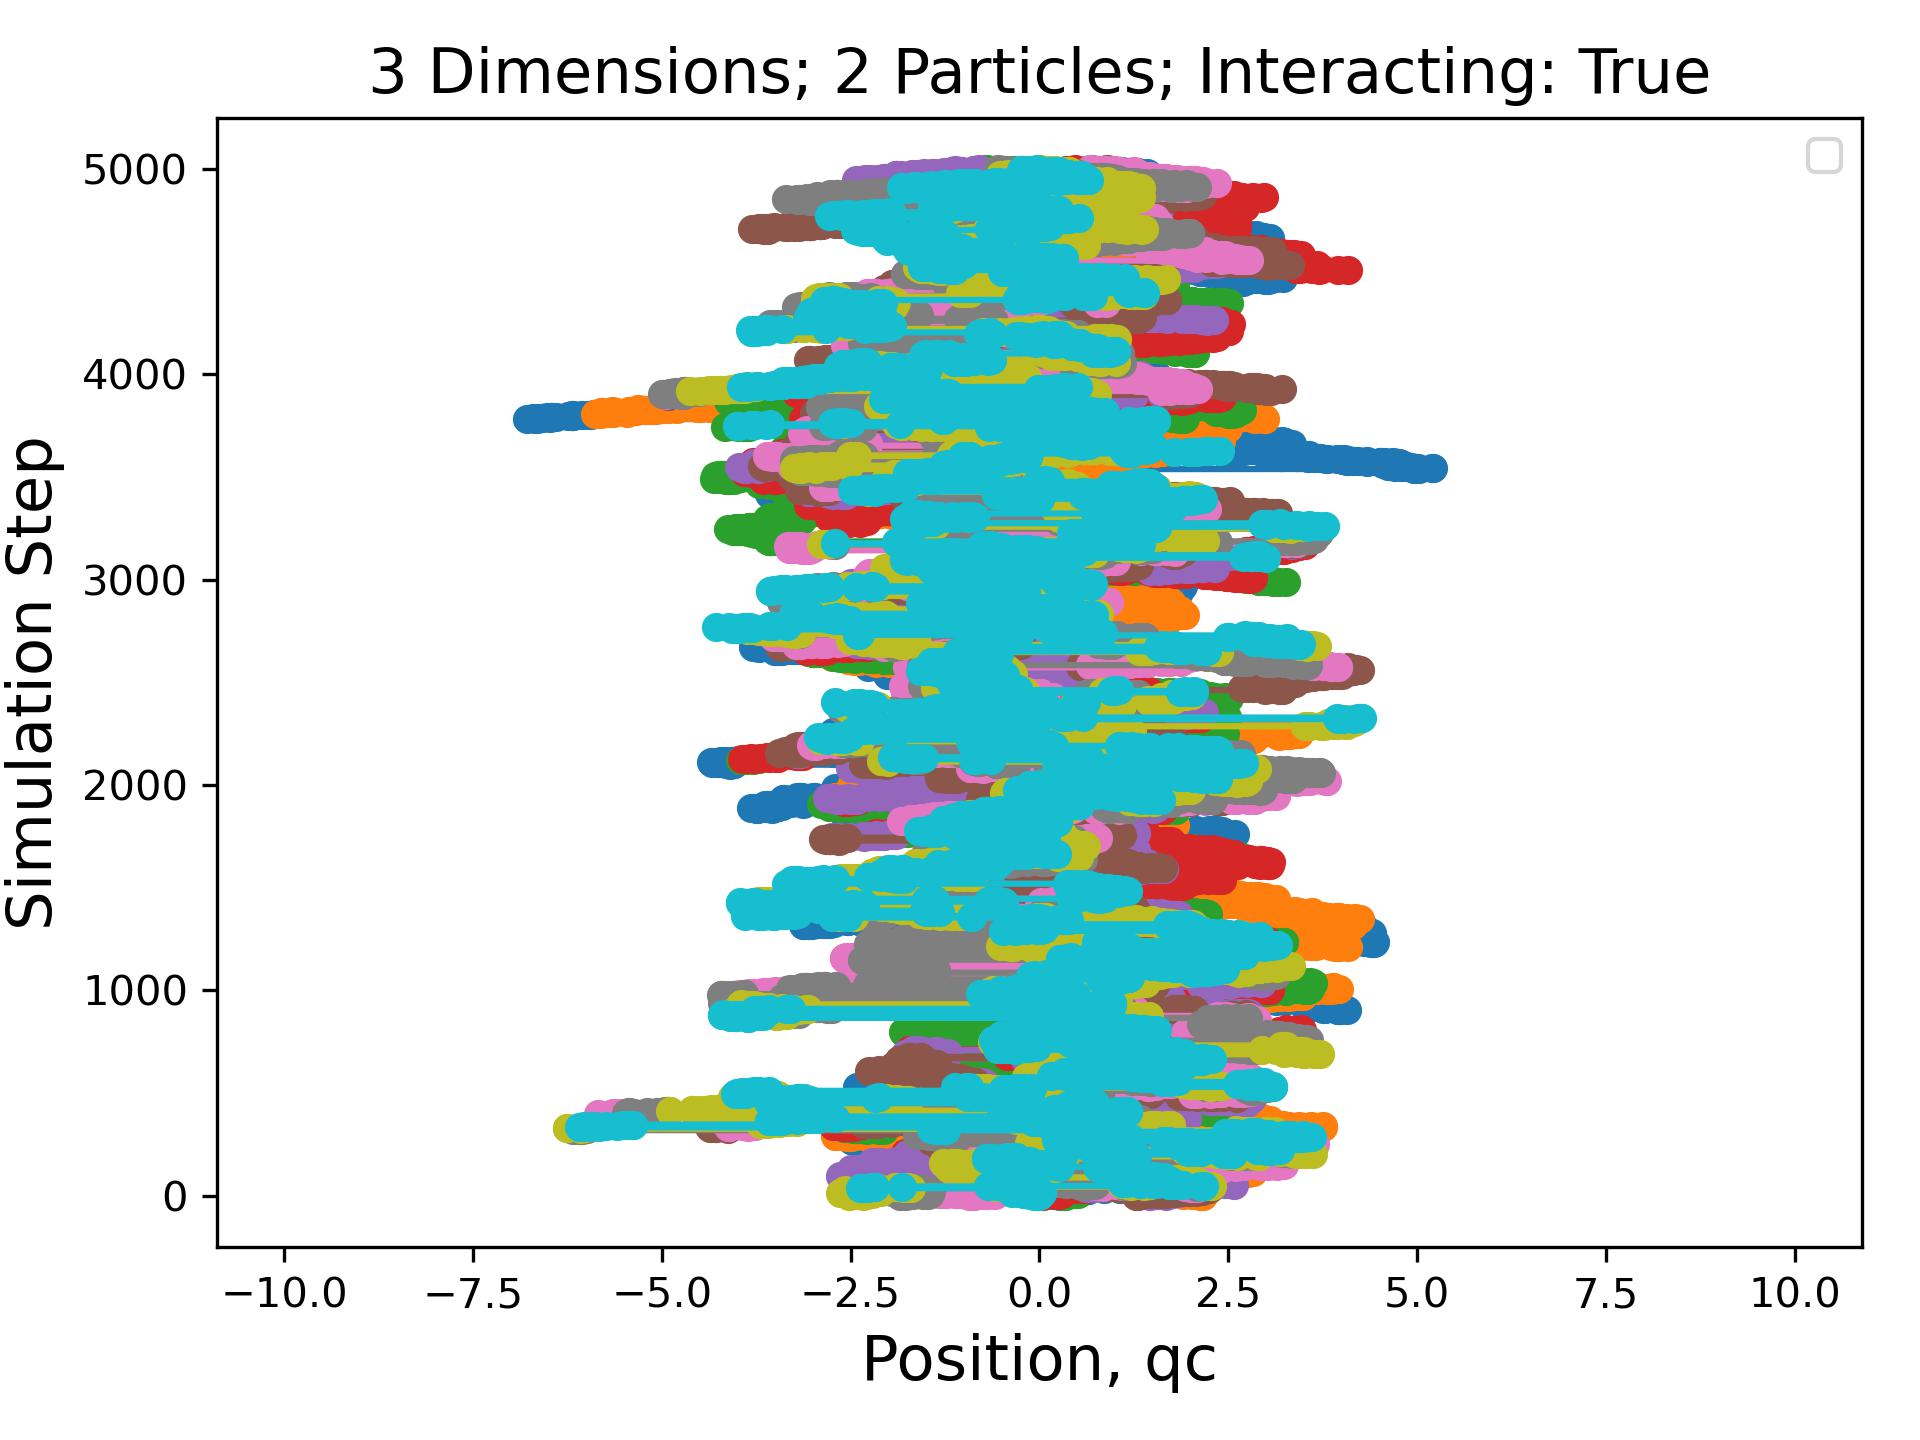 3 Dimensions; 2 Particles; Interacting: True
Simulation Step
5000
4000
3000
2000
1000
0
−10.0 −7.5 −5.0 −2.5 0.0 2.5 5.0 7.5 10.0
Position, qc